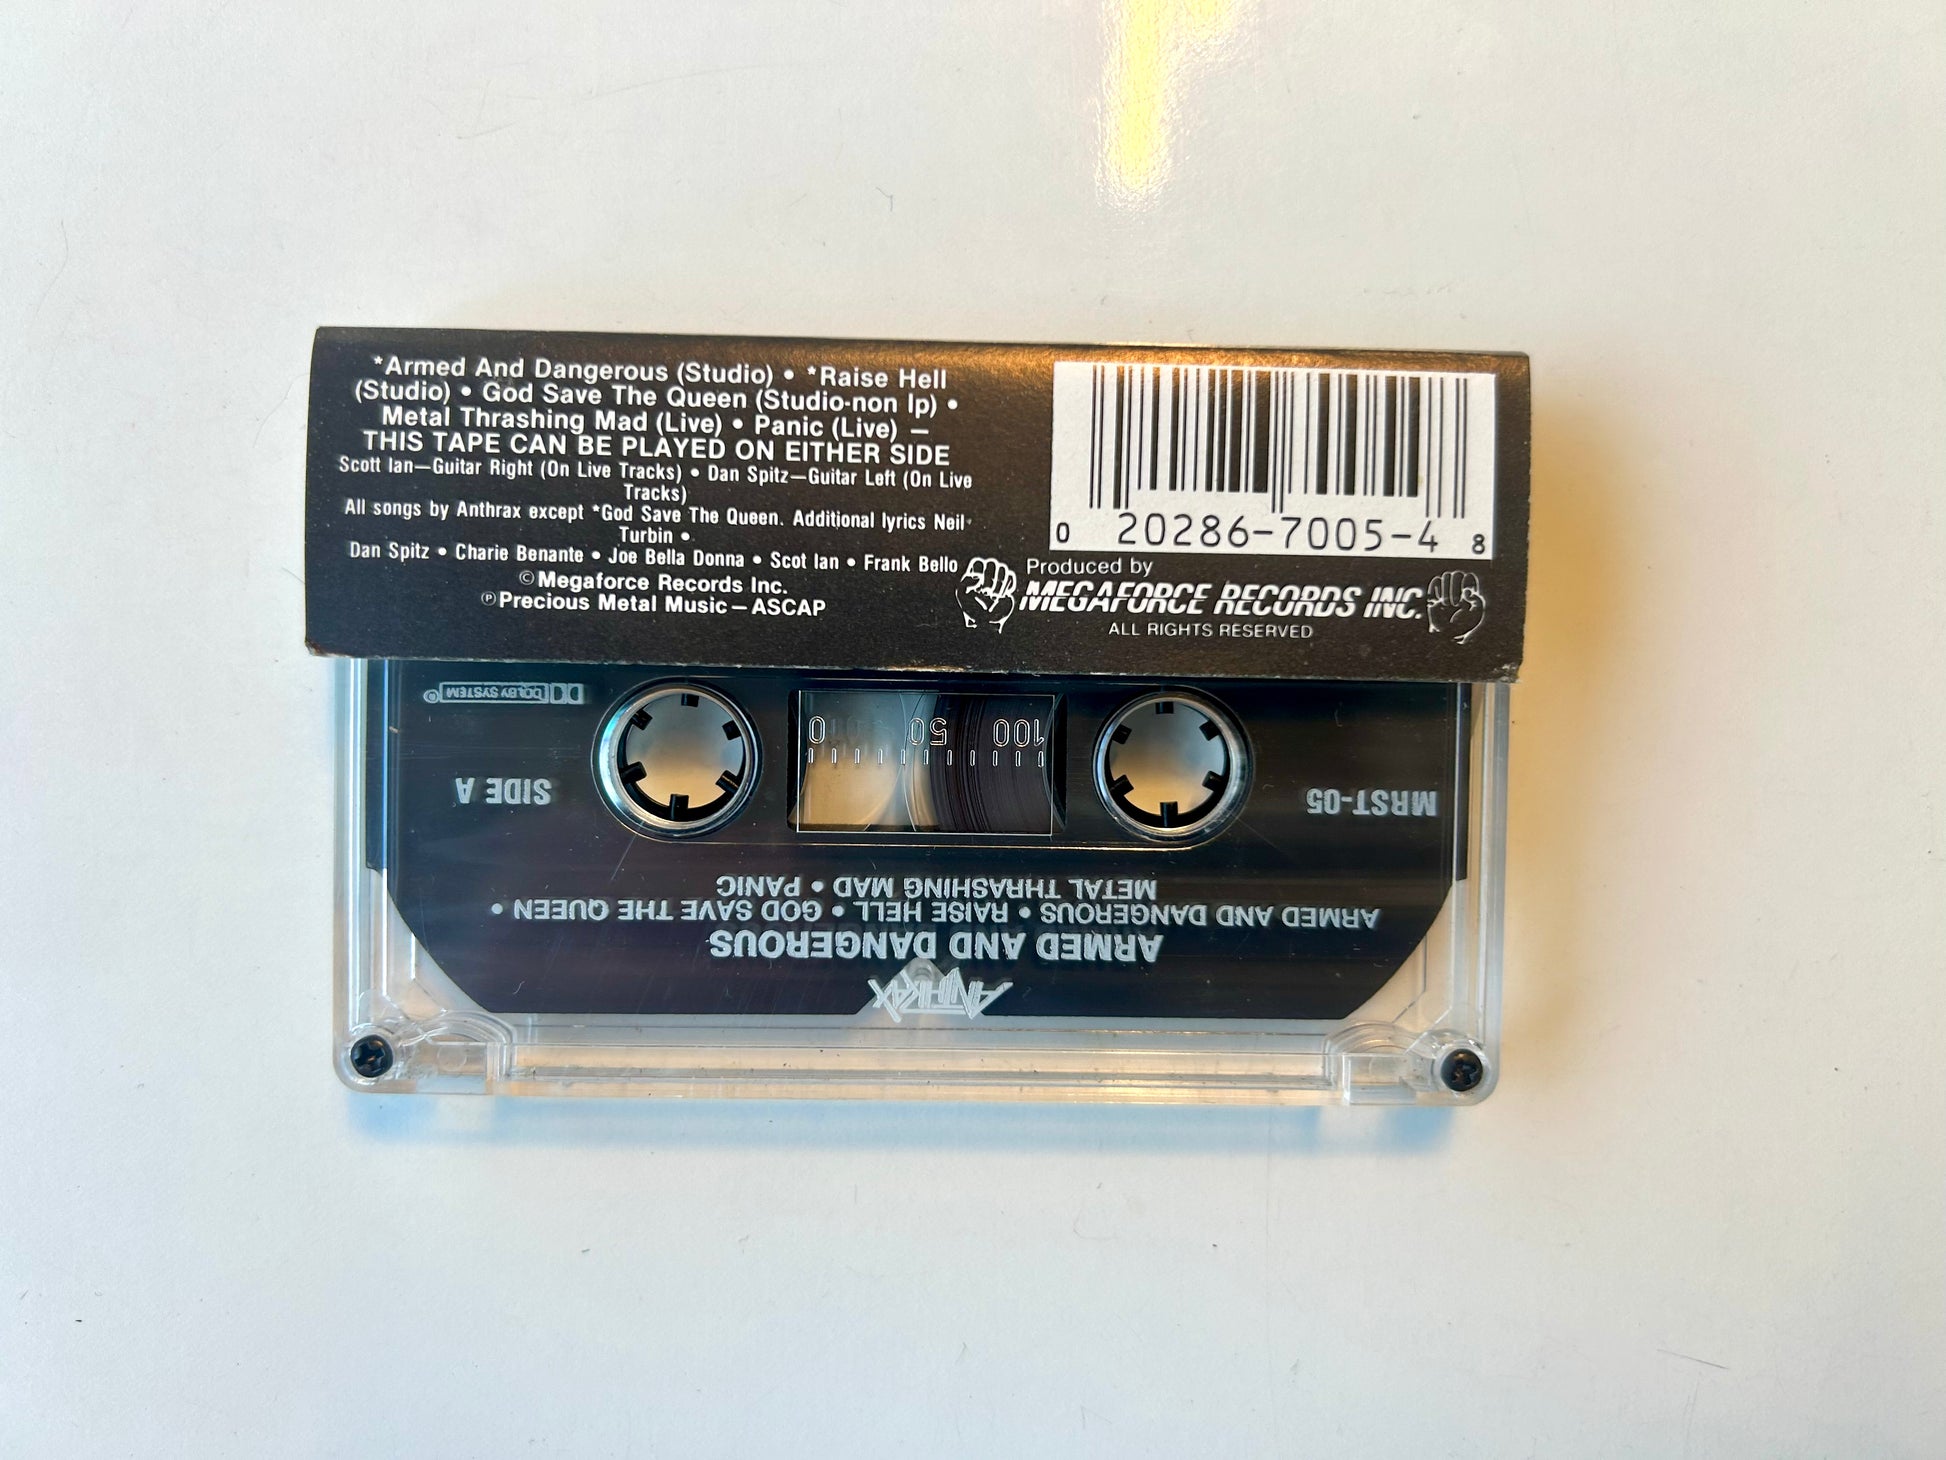 *Armed And Dangerous (Studio) • *Raise Hell
(Studio) • God Save The Queen (Studio-non lp) •
Metal Thrashing Mad (Live) • Panic (Live) —
THIS TAPE CAN BE PLAYED ON EITHER SIDE
Scott Ian—Guitar Right (On Live Tracks) • Dan Spitz—Guitar Left (On Live
Tracks)
All songs by Anthrax except *God Save The Queen. Additional lyrics Neil
Turbin •
Dan Spitz • Charie Benante • Joe Bella Donna • Scot Ian • Frank Bello
©Megaforce Records Inc.
℗Precious Metal Music — ASCAP
0 20286-7005-4 8
Produced by
MEGAFORCE RECORDS INC.
ALL RIGHTS RESERVED
ANTHRAX
ARMED AND DANGEROUS
ARMED AND DANGEROUS • RAISE HELL • GOD SAVE THE QUEEN •
METAL THRASHING MAD • PANIC
MRST-05
SIDE A
100 50 0
DOLBY SYSTEM ®